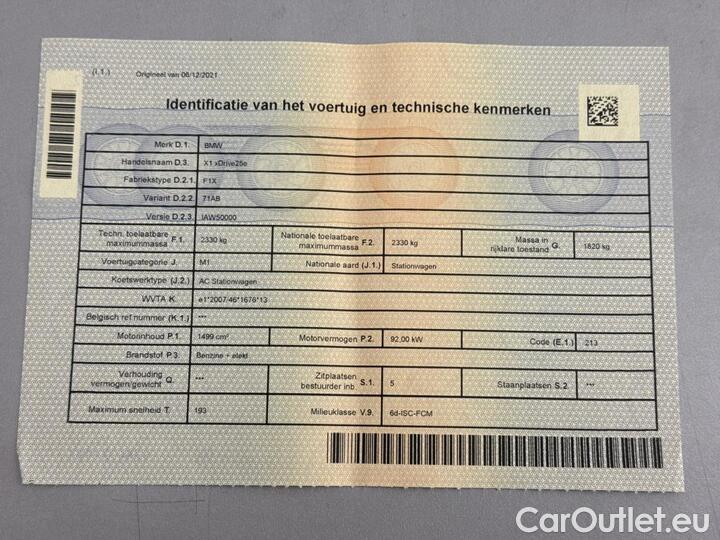 (I.1.) Origineel van 06/12/2021
Identificatie van het voertuig en technische kenmerken
Merk D.1. BMW
Handelsnaam D.3. X1 xDrive25e
Fabriekstype D.2.1. F1X
Variant D.2.2. 71AB
Versie D.2.3. IAW50000
Techn. toelaatbare maximummassa F.1. 2330 kg Nationale toelaatbare maximummassa F.2. 2330 kg Massa in rijklare toestand G. 1820 kg
Voertuigcategorie J. M1 Nationale aard (J.1.) Stationwagen
Koetswerktype (J.2.) AC Stationwagen
WVTA K. e1*2007/46*1676*13
Belgisch ref nummer (K.1.) ***
Motorinhoud P.1. 1499 cm³ Motorvermogen P.2. 92,00 kW Code (E.1.) 213
Brandstof P.3. Benzine + elekt
Verhouding vermogen/gewicht Q. *** Zitplaatsen bestuurder inb. S.1. 5 Staanplaatsen S.2. ***
Maximum snelheid T. 193 Milieuklasse V.9. 6d-ISC-FCM
CarOutlet.eu